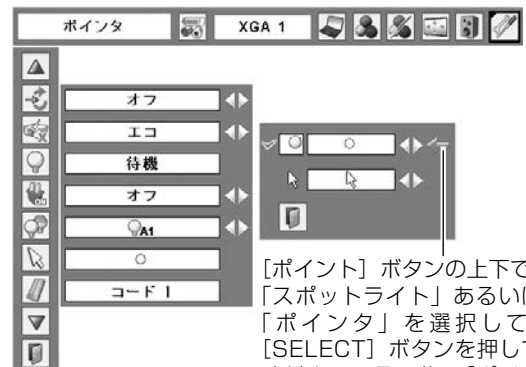 ポインタ
XGA 1
オフ
エコ
待機
ON
オフ
A1
コード 1
［ポイント］ボタンの上下で
「スポットライト」あるいは
「ポインタ」を選択して
［SELECT］ボタンを押して